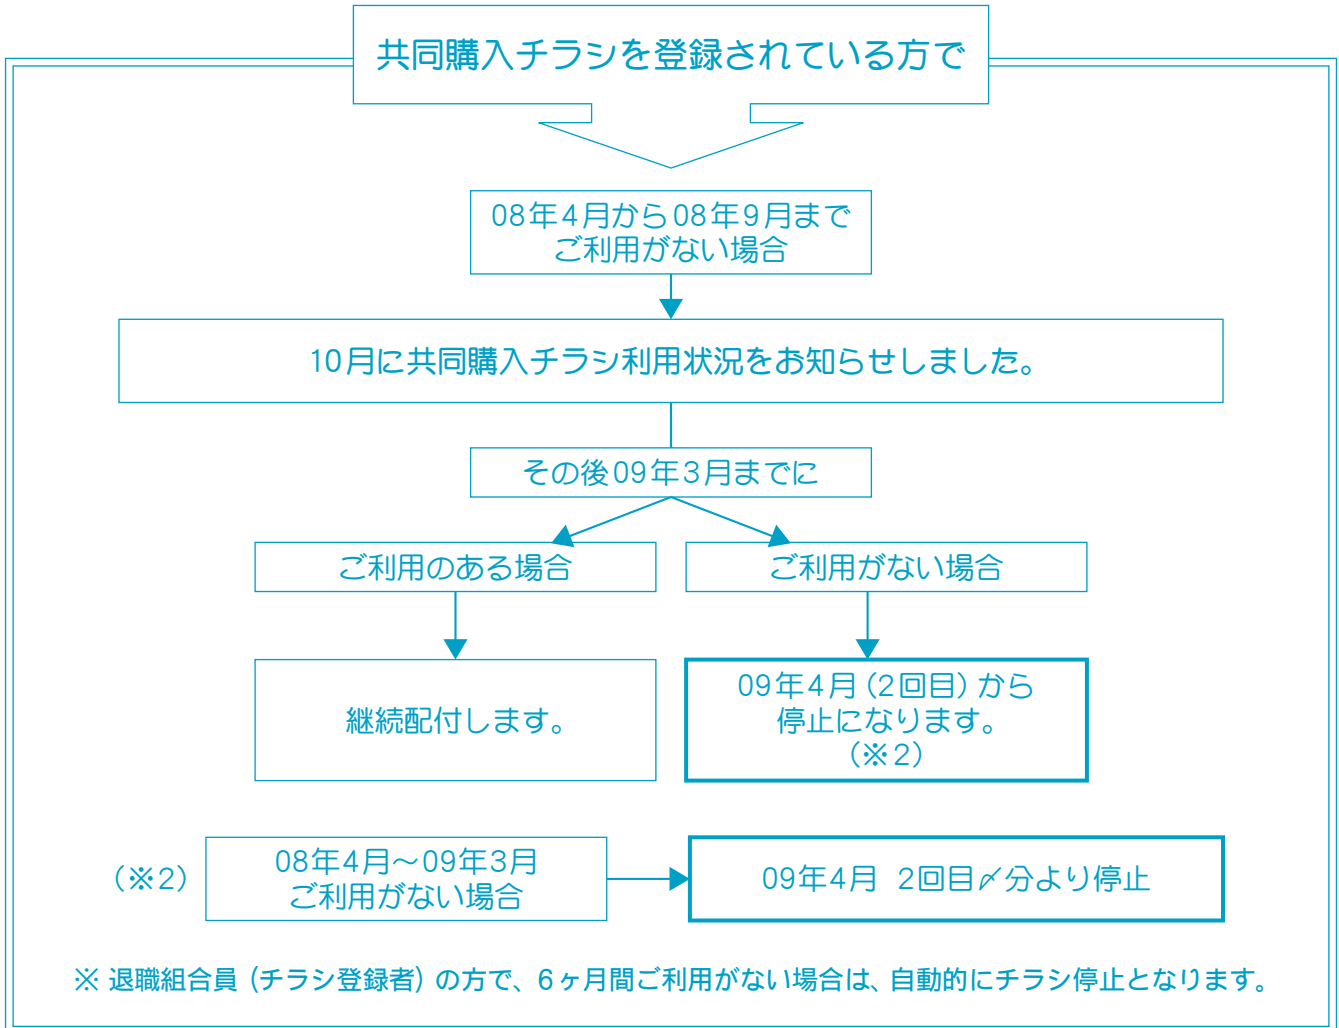 共同購入チラシを登録されている方で
08年4月から08年9月まで
ご利用がない場合
10月に共同購入チラシ利用状況をお知らせしました。
その後09年3月までに
ご利用のある場合
ご利用がない場合
継続配付します。
09年4月（2回目）から
停止になります。
（※2）
（※2）
08年4月〜09年3月
ご利用がない場合
09年4月 2回目〆分より停止
※ 退職組合員（チラシ登録者）の方で、6ヶ月間ご利用がない場合は、自動的にチラシ停止となります。